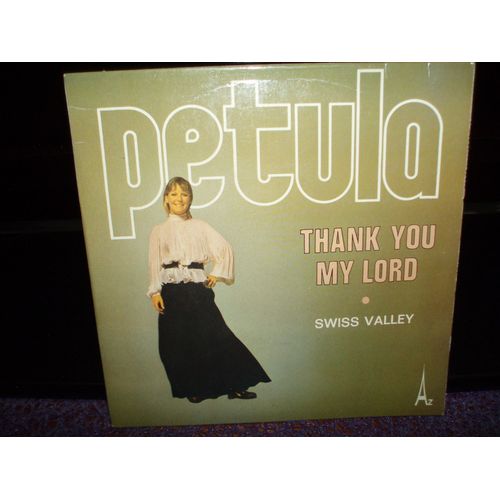 petula
THANK YOU
MY LORD
SWISS VALLEY
AZ